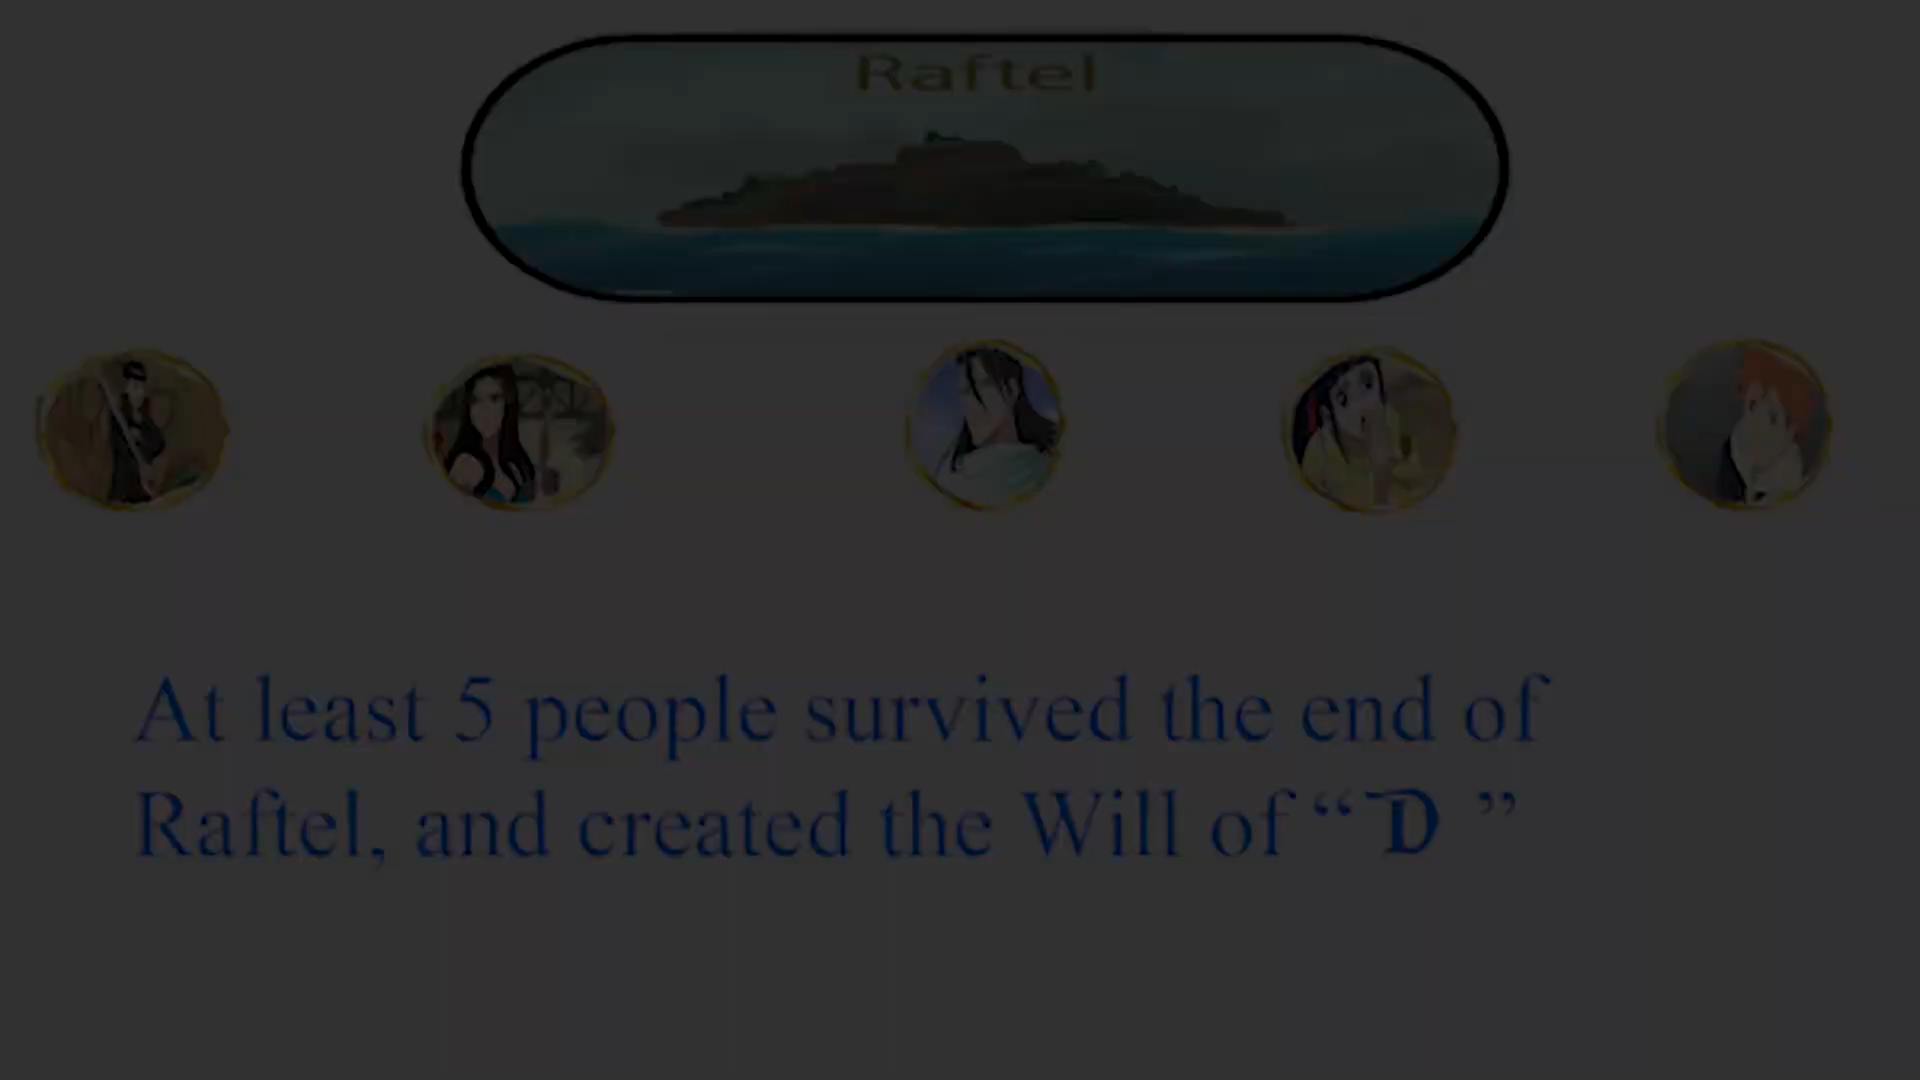 Raftel
At least 5 people survived the end of
Raftel, and created the Will of “D ”